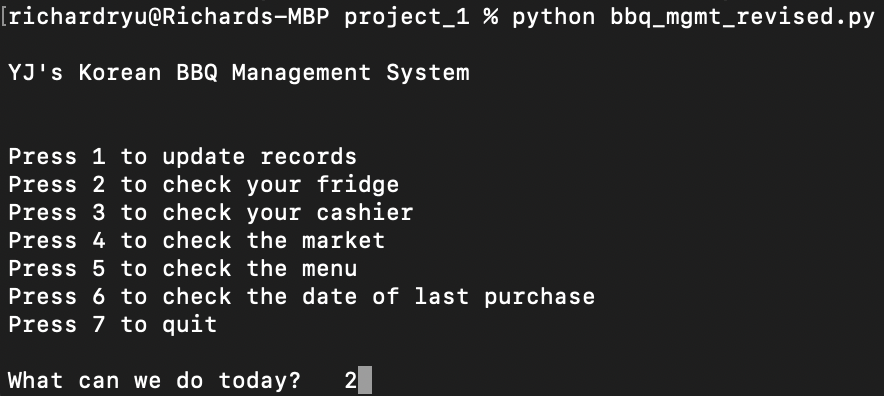 [richardryu@Richards-MBP project_1 % python bbq_mgmt_revised.py
YJ's Korean BBQ Management System
Press 1 to update records
Press 2 to check your fridge
Press 3 to check your cashier
Press 4 to check the market
Press 5 to check the menu
Press 6 to check the date of last purchase
Press 7 to quit
What can we do today?   2